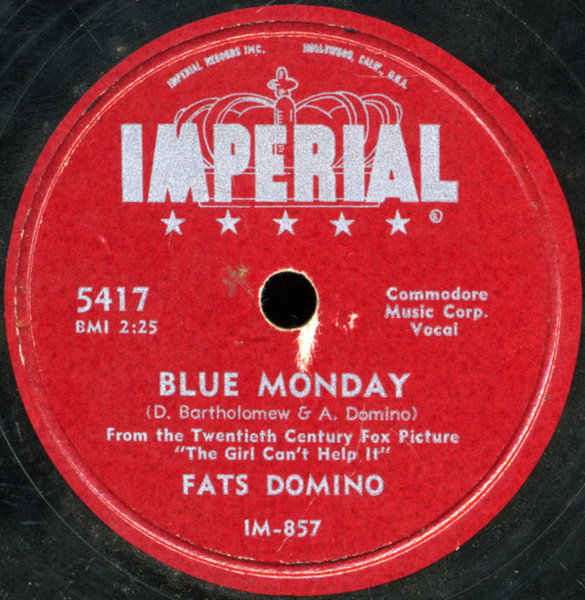 IMPERIAL RECORDS INC. HOLLYWOOD, CALIF., U.S.A.
IMPERIAL
®
5417
BMI 2:25
Commodore
Music Corp.
Vocal
BLUE MONDAY
(D. Bartholomew & A. Domino)
From the Twentieth Century Fox Picture
"The Girl Can't Help It"
FATS DOMINO
IM-857